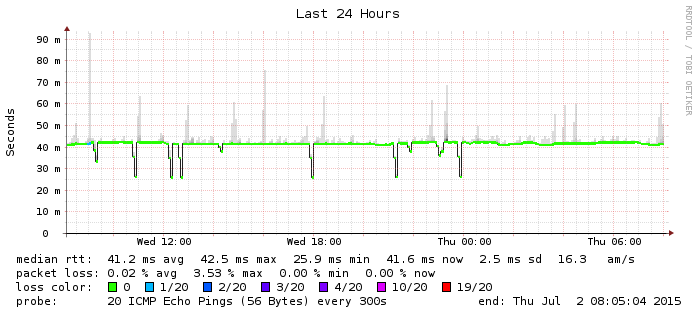 Last 24 Hours
RRDTOOL / TOBI OETIKER
Seconds
90 m
80 m
70 m
60 m
50 m
40 m
30 m
20 m
10 m
0
Wed 12:00 Wed 18:00 Thu 00:00 Thu 06:00
median rtt: 41.2 ms avg 42.5 ms max 25.9 ms min 41.6 ms now 2.5 ms sd 16.3 am/s
packet loss: 0.02 % avg 3.53 % max 0.00 % min 0.00 % now
loss color: 0 1/20 2/20 3/20 4/20 10/20 19/20
probe: 20 ICMP Echo Pings (56 Bytes) every 300s end: Thu Jul 2 08:05:04 2015